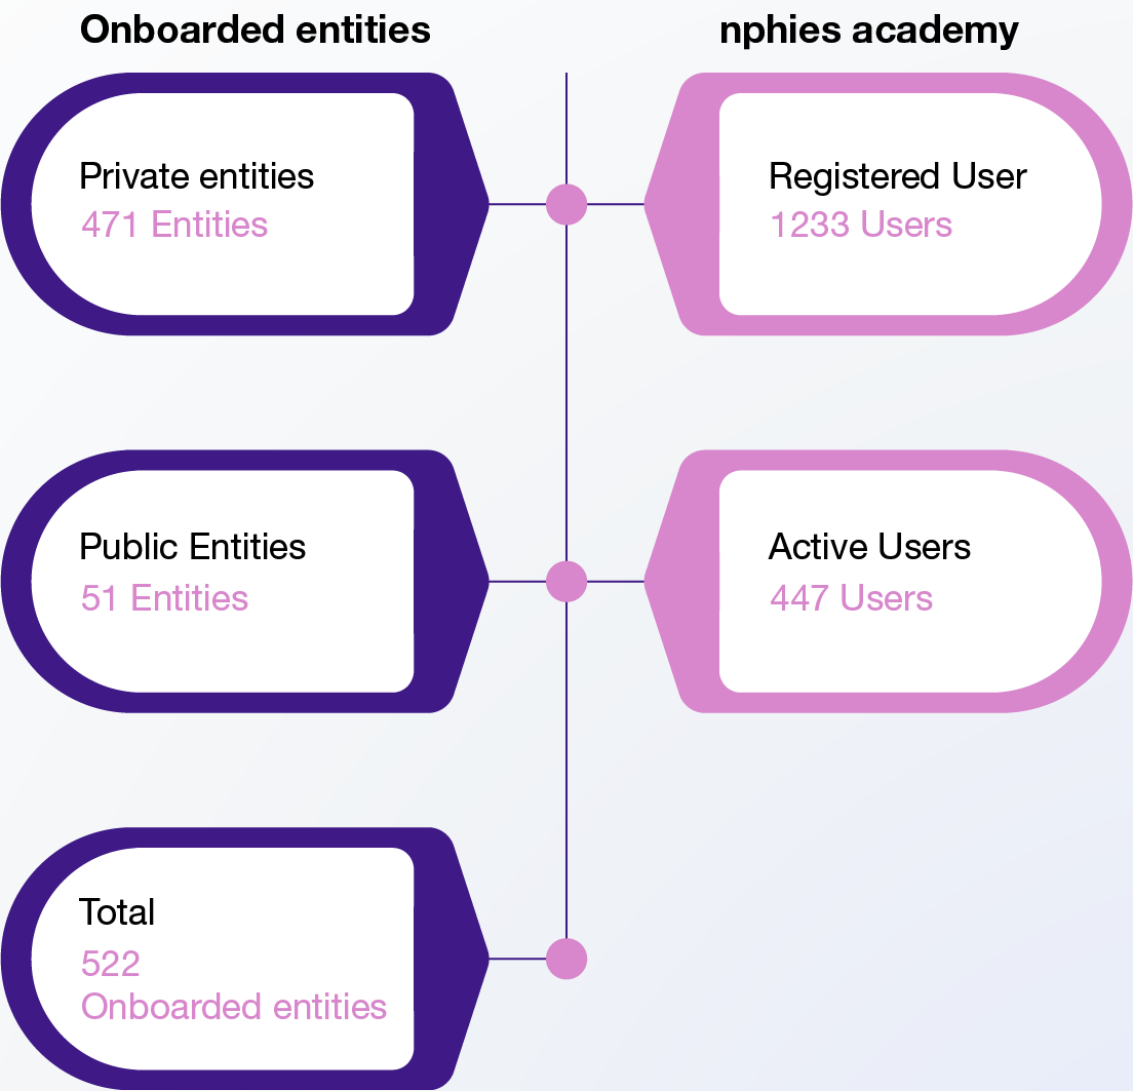 Onboarded entities
nphies academy
Private entities
471 Entities
Registered User
1233 Users
Public Entities
51 Entities
Active Users
447 Users
Total
522
Onboarded entities